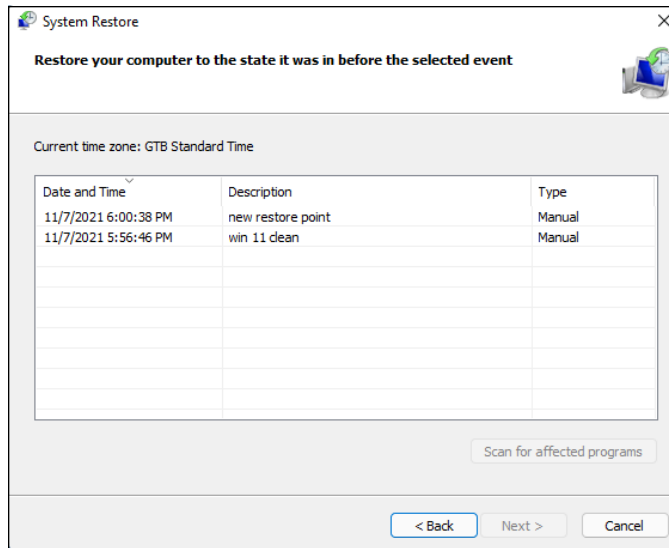 System Restore
Restore your computer to the state it was in before the selected event
Current time zone: GTB Standard Time
Date and Time Description Type
11/7/2021 6:00:38 PM new restore point Manual
11/7/2021 5:56:46 PM win 11 clean Manual
Scan for affected programs
< Back Next > Cancel